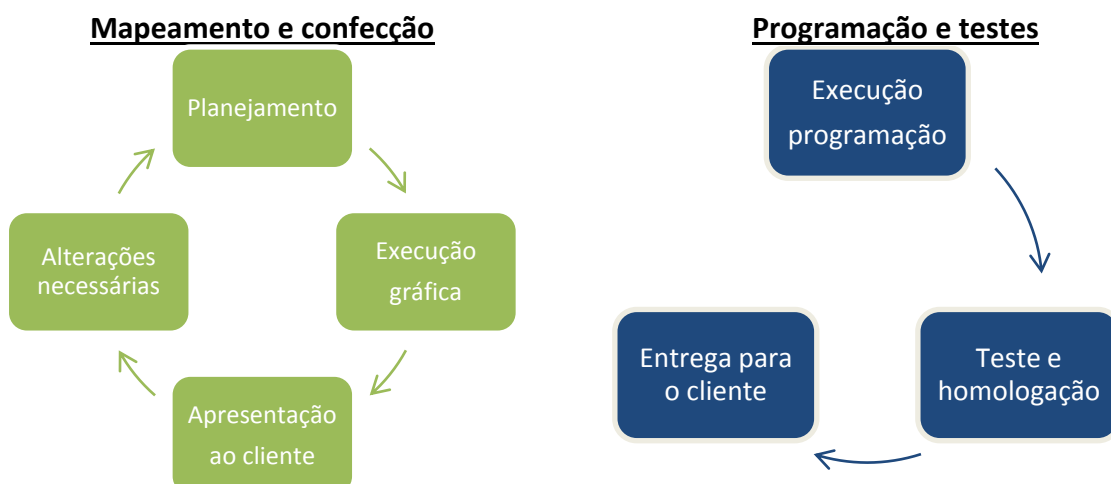 Mapeamento e confecção
Planejamento
Execução
gráfica
Apresentação
ao cliente
Alterações
necessárias
Programação e testes
Execução
programação
Teste e
homologação
Entrega para
o cliente